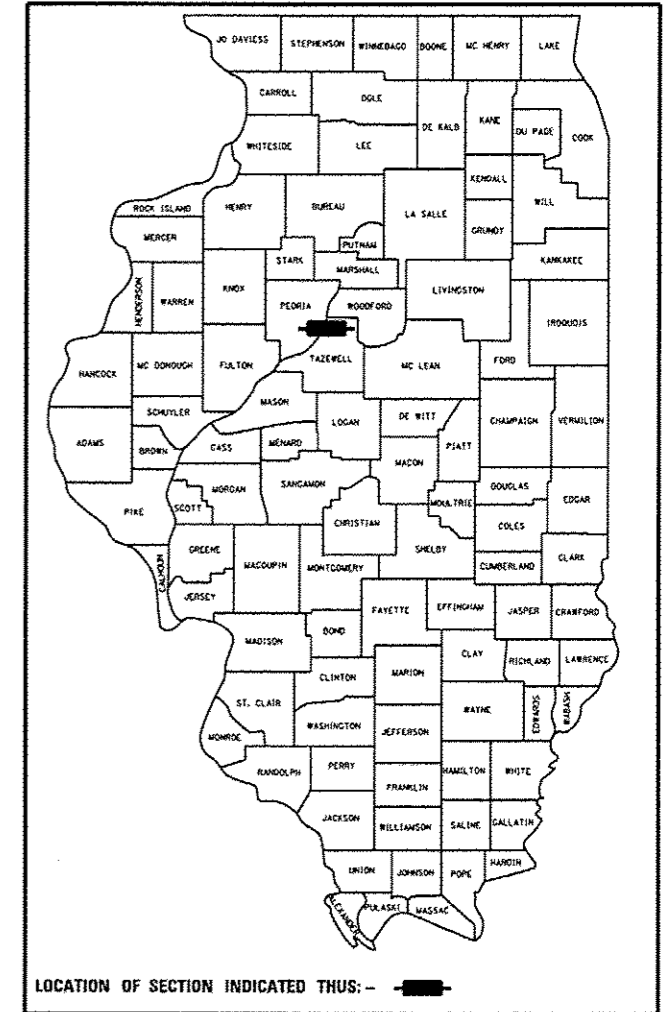 JO DAVIESS STEPHENSON WINNEBAGO BOONE MC HENRY LAKE
CARROLL OGLE DE KALB KANE DU PAGE COOK
WHITESIDE LEE
KENDALL WILL
ROCK ISLAND HENRY BUREAU LA SALLE GRUNDY
MERCER PUTNAM
STARK MARSHALL KANKAKEE
HENDERSON WARREN KNOX PEORIA WOODFORD LIVINGSTON IROQUOIS
HANCOCK MC DONOUGH FULTON TAZEWELL MC LEAN FORD
MASON
SCHUYLER LOGAN DE WITT CHAMPAIGN VERMILION
ADAMS BROWN CASS MENARD MACON PIATT
PIKE SCOTT MORGAN SANGAMON MOULTRIE DOUGLAS EDGAR
CHRISTIAN COLES
CALHOUN GREENE MACOUPIN MONTGOMERY SHELBY CUMBERLAND CLARK
JERSEY FAYETTE EFFINGHAM JASPER CRAWFORD
MADISON BOND
CLINTON MARION CLAY RICHLAND LAWRENCE
ST. CLAIR WASHINGTON JEFFERSON WAYNE EDWARDS WABASH
MONROE
RANDOLPH PERRY FRANKLIN HAMILTON WHITE
JACKSON WILLIAMSON SALINE GALLATIN
UNION JOHNSON POPE HARDIN
ALEXANDER PULASKI MASSAC
LOCATION OF SECTION INDICATED THUS: -